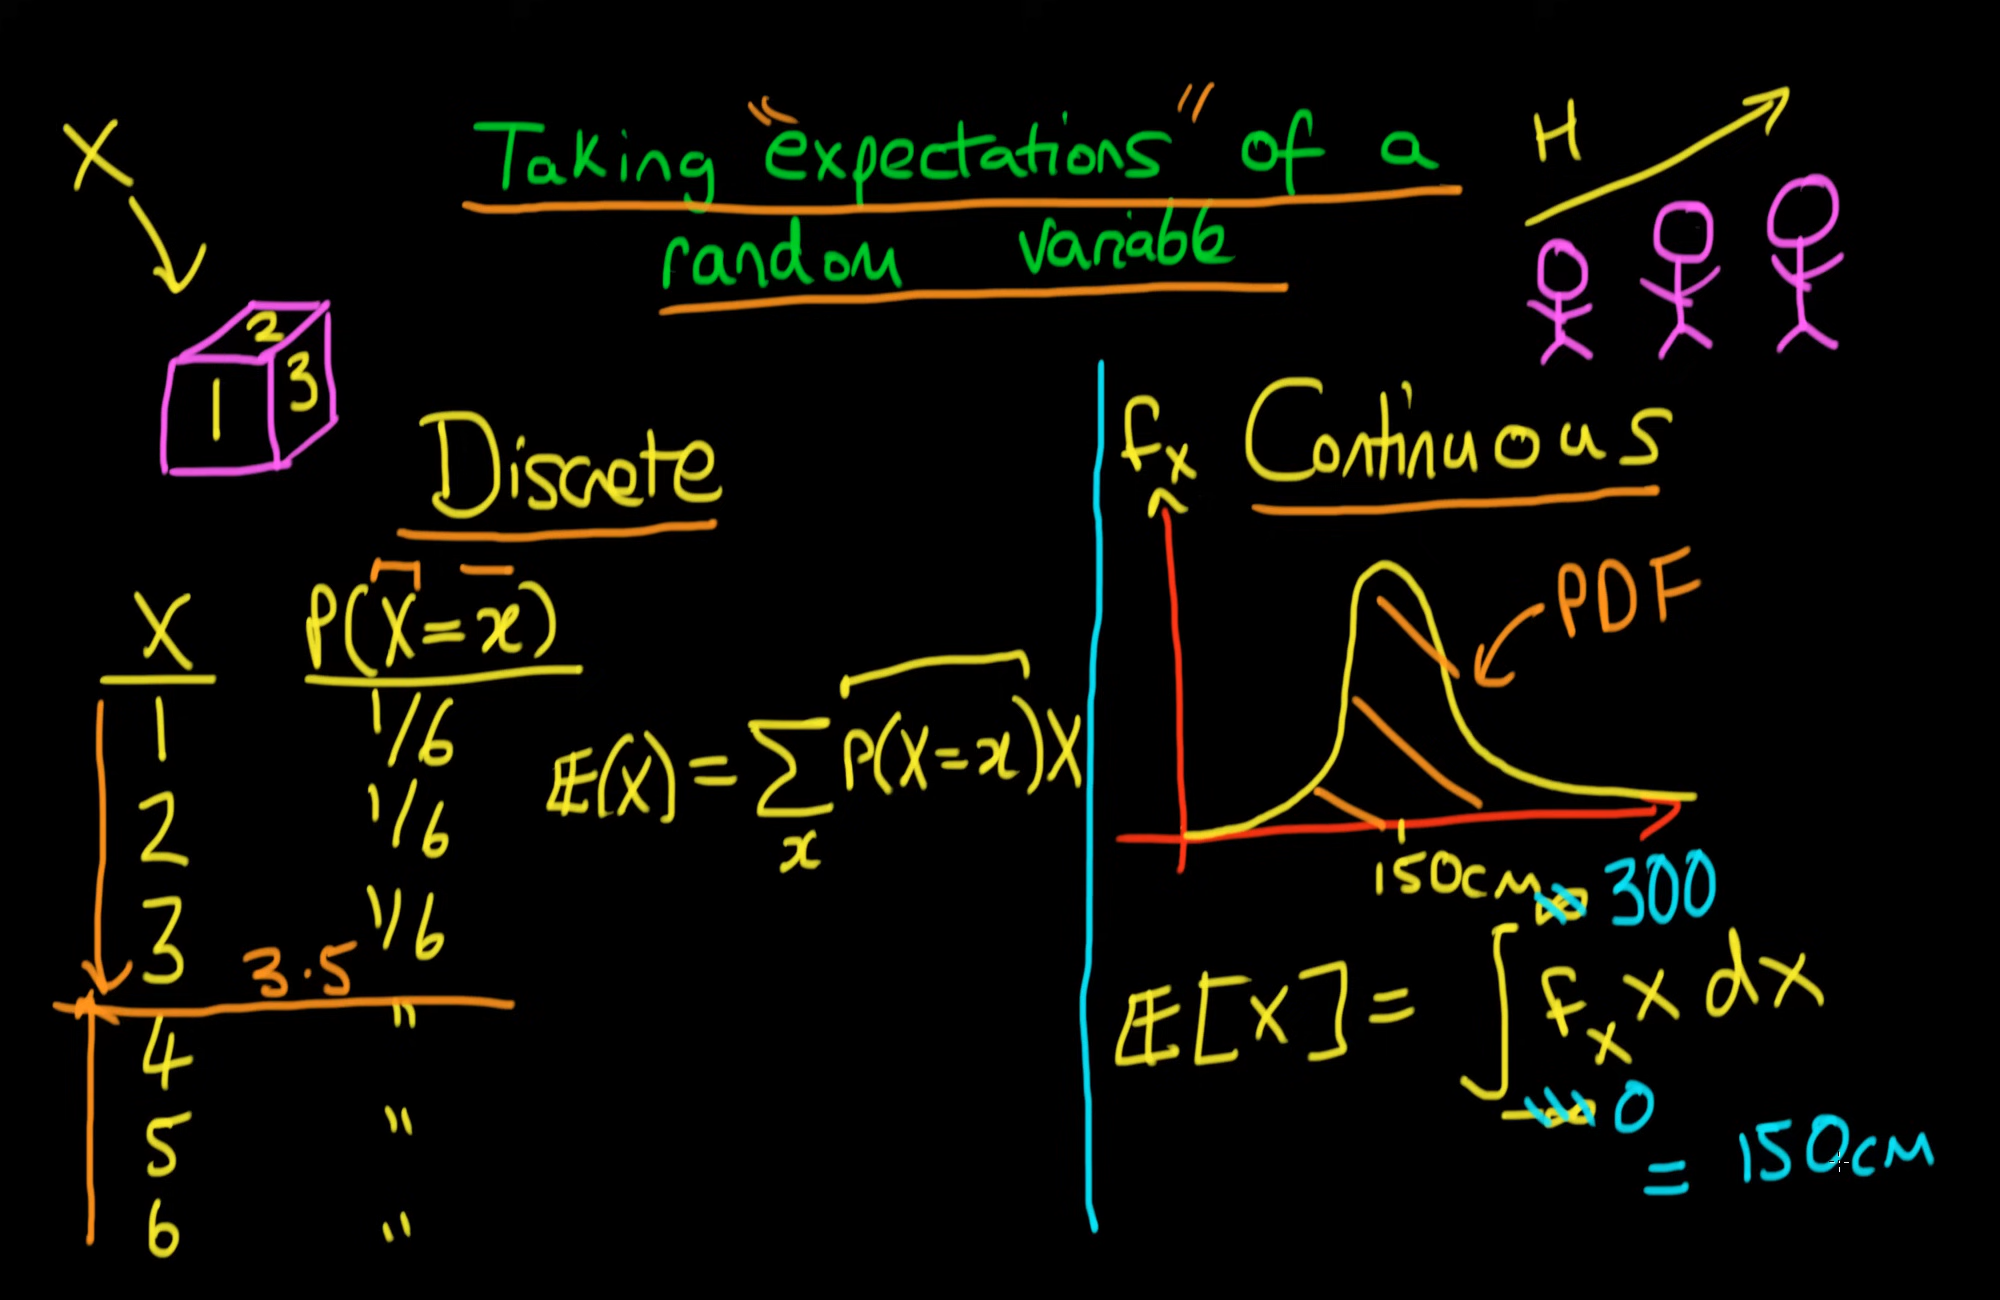 X
Taking "expectations" of a
random variable
H
2
1
3
Discrete
X P(X=x)
1 1/6
2 1/6
3 1/6
3.5
4 "
5 "
6 "
E(X) = ∑ P(X=x)X
x
fx Continuous
PDF
150cm
∞ 300
E[X] = ∫ fx x dx
-∞ 0
= 150cm